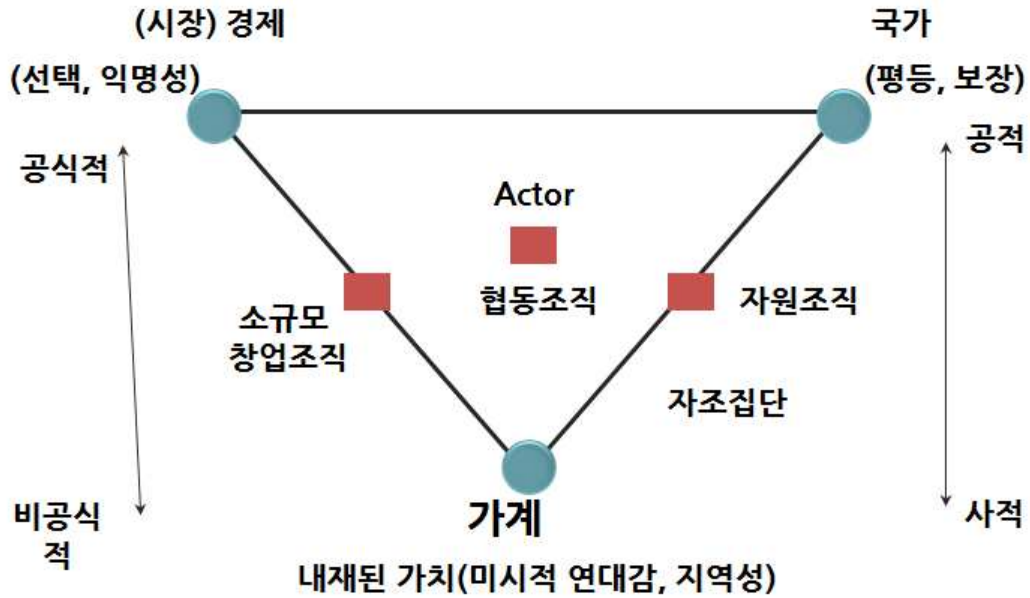 (시장) 경제
국가
(선택, 익명성)
(평등, 보장)
공식적
공적
Actor
협동조직
자원조직
소규모
창업조직
자조집단
비공식
적
가계
사적
내재된 가치(미시적 연대감, 지역성)